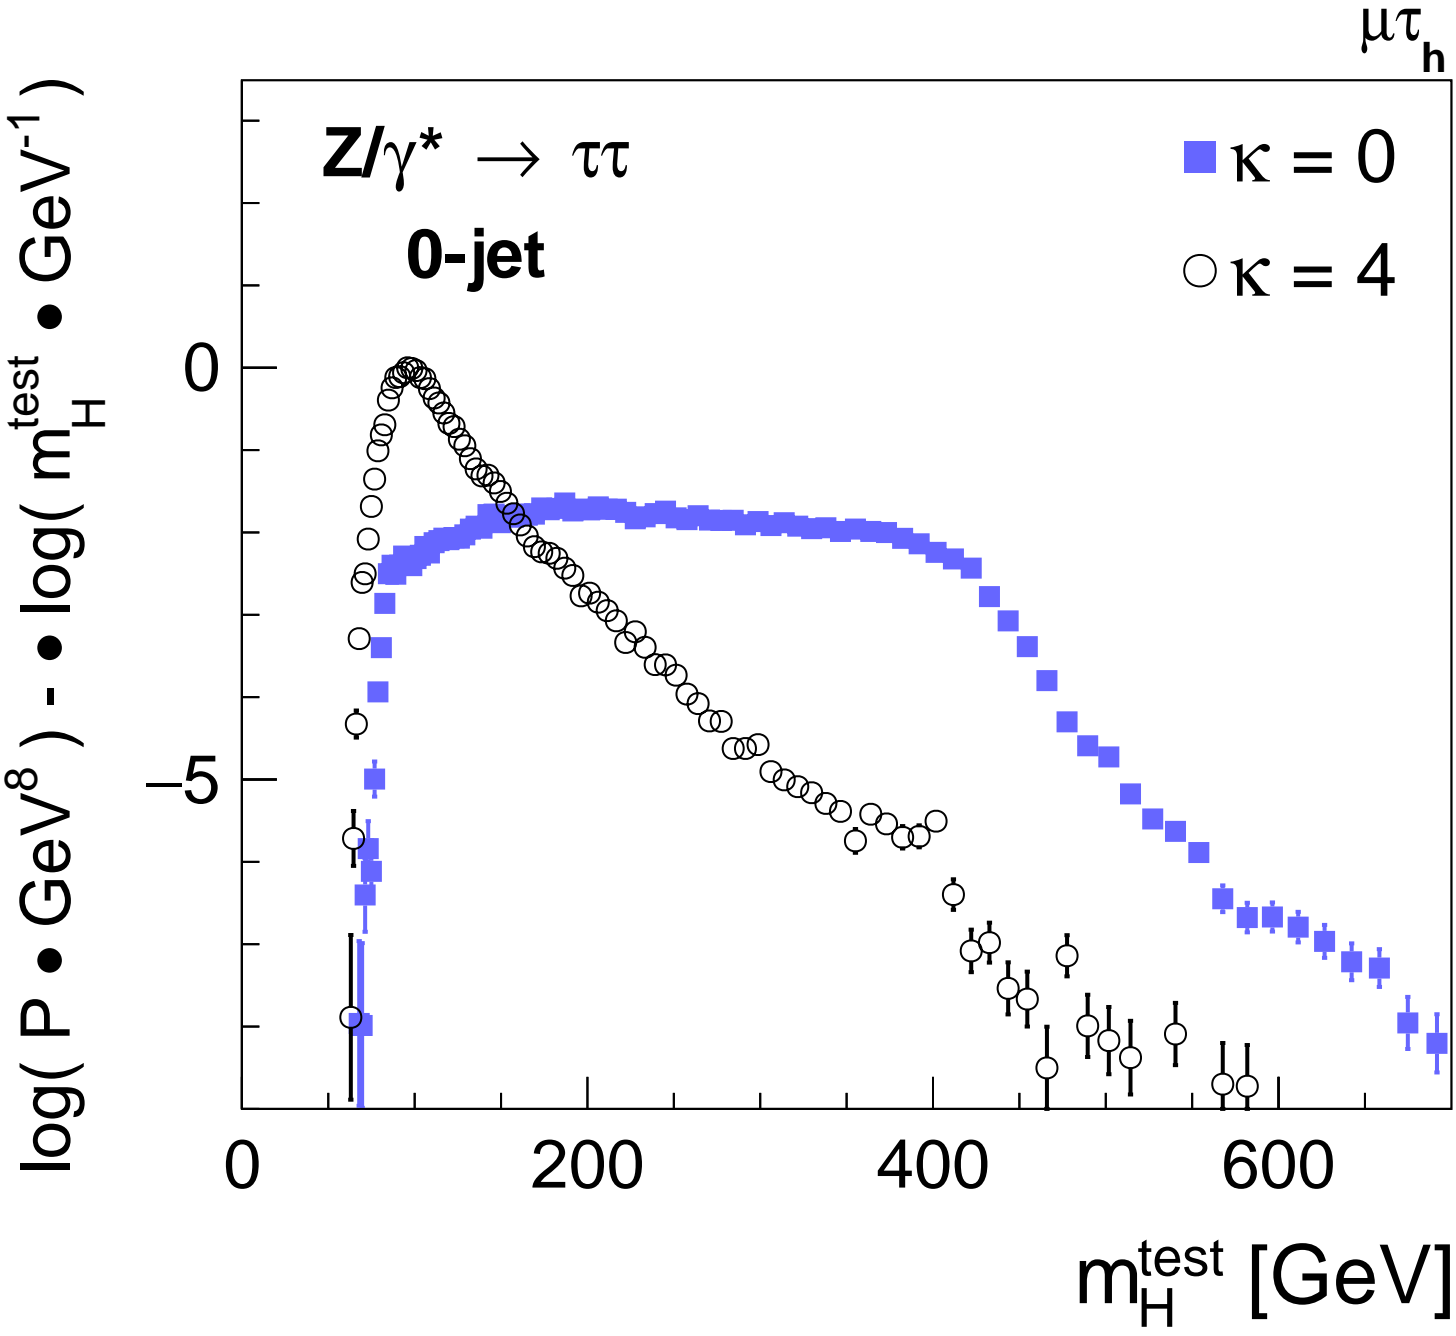 μτ_h
Z/γ* → ττ
0-jet
κ = 0
κ = 4
log( P • GeV^8 ) - • log( m_H^test • GeV^-1 )
0
−5
0 200 400 600
m_H^test [GeV]